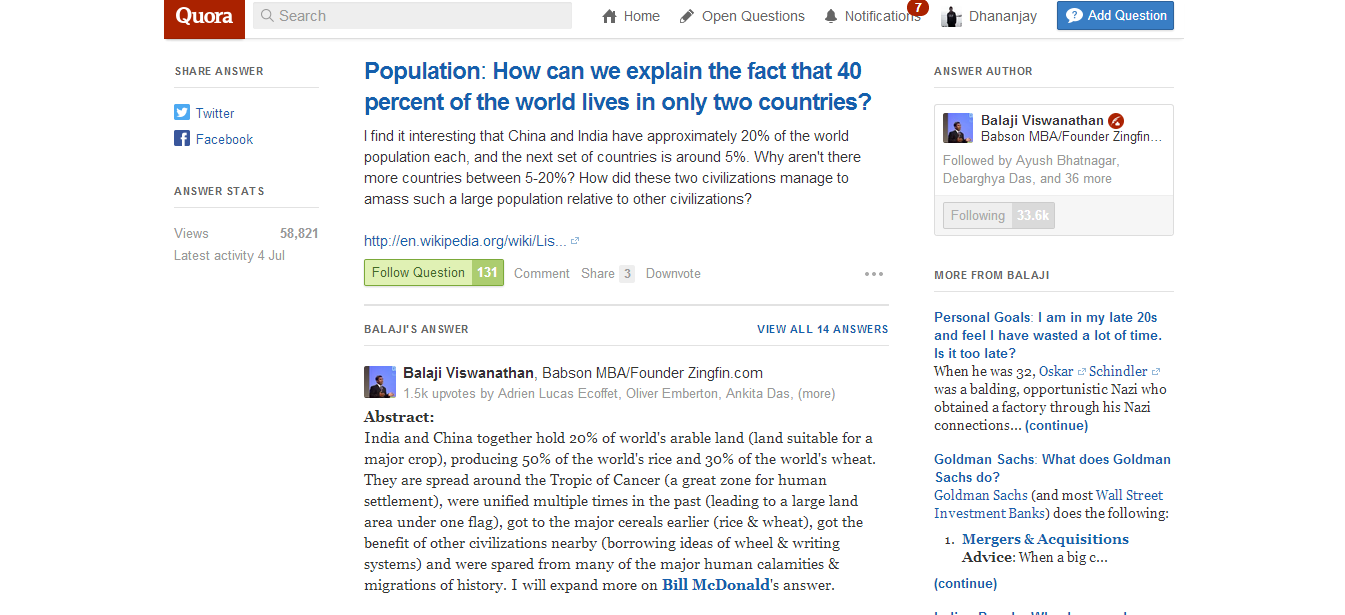 Quora
Search
Home
Open Questions
Notifications
7
Dhananjay
Add Question
SHARE ANSWER
Twitter
Facebook
ANSWER STATS
Views 58,821
Latest activity 4 Jul
Population: How can we explain the fact that 40
percent of the world lives in only two countries?
I find it interesting that China and India have approximately 20% of the world
population each, and the next set of countries is around 5%. Why aren't there
more countries between 5-20%? How did these two civilizations manage to
amass such a large population relative to other civilizations?
http://en.wikipedia.org/wiki/Lis...
Follow Question 131 Comment Share 3 Downvote
BALAJI'S ANSWER VIEW ALL 14 ANSWERS
Balaji Viswanathan, Babson MBA/Founder Zingfin.com
1.5k upvotes by Adrien Lucas Ecoffet, Oliver Emberton, Ankita Das, (more)
Abstract:
India and China together hold 20% of world's arable land (land suitable for a
major crop), producing 50% of the world's rice and 30% of the world's wheat.
They are spread around the Tropic of Cancer (a great zone for human
settlement), were unified multiple times in the past (leading to a large land
area under one flag), got to the major cereals earlier (rice & wheat), got the
benefit of other civilizations nearby (borrowing ideas of wheel & writing
systems) and were spared from many of the major human calamities &
migrations of history. I will expand more on Bill McDonald's answer.
ANSWER AUTHOR
Balaji Viswanathan
Babson MBA/Founder Zingfin...
Followed by Ayush Bhatnagar,
Debarghya Das, and 36 more
Following 33.6k
MORE FROM BALAJI
Personal Goals: I am in my late 20s
and feel I have wasted a lot of time.
Is it too late?
When he was 32, Oskar Schindler
was a balding, opportunistic Nazi who
obtained a factory through his Nazi
connections... (continue)
Goldman Sachs: What does Goldman
Sachs do?
Goldman Sachs (and most Wall Street
Investment Banks) does the following:
1. Mergers & Acquisitions
Advice: When a big c...
(continue)